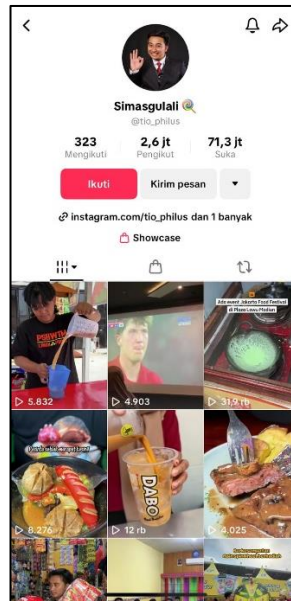 Simasgulali
@tio_philus
323 2,6 jt 71,3 jt
Mengikuti Pengikut Suka
Ikuti Kirim pesan
instagram.com/tio_philus dan 1 banyak
Showcase
5.832
4.903
Ada event Jakarta Food Festival
di Plaza Lawu Madiun
31,9 rb
8.276
DABO
12 rb
4.025